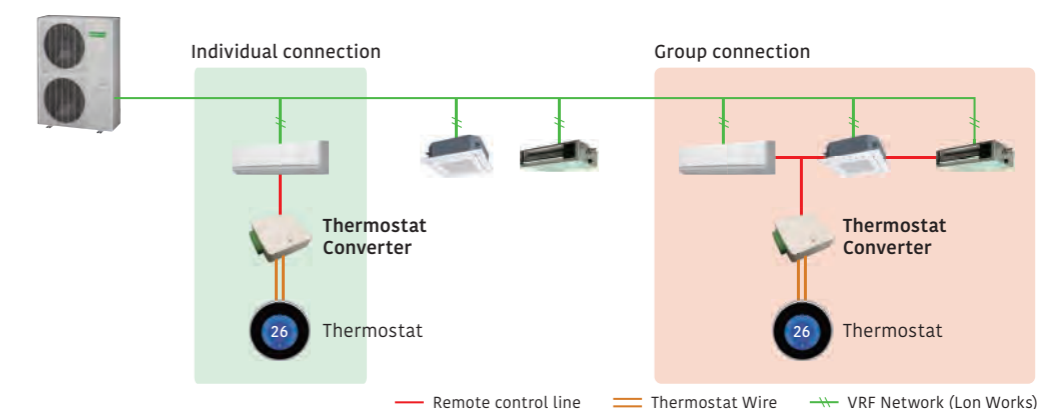 Individual connection
Group connection
Thermostat
Converter
Thermostat
Converter
26
Thermostat
26
Thermostat
Remote control line
Thermostat Wire
VRF Network (Lon Works)